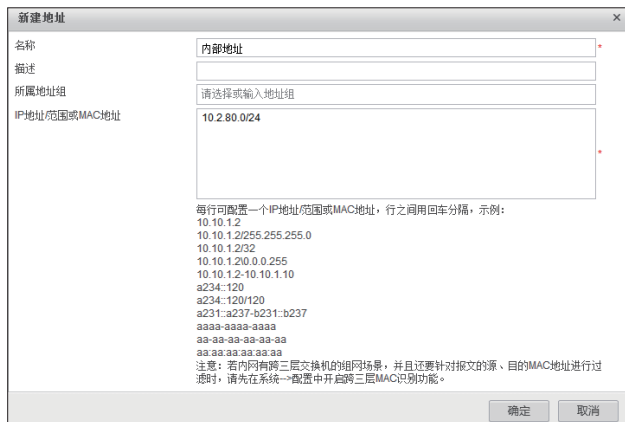 新建地址
×
名称
内部地址 *
描述
所属地址组
请选择或输入地址组
IP地址/范围或MAC地址
10.2.80.0/24
*
每行可配置一个IP地址/范围或MAC地址，行之间用回车分隔，示例：
10.10.1.2
10.10.1.2/255.255.255.0
10.10.1.2/32
10.10.1.2\0.0.0.255
10.10.1.2-10.10.1.10
a234::120
a234::120/120
a231::a237-b231::b237
aaaa-aaaa-aaaa
aa-aa-aa-aa-aa-aa
aa:aa:aa:aa:aa:aa
注意：若内网有跨三层交换机的组网场景，并且还要针对报文的源、目的MAC地址进行过
滤时，请先在系统-->配置中开启跨三层MAC识别功能。
确定
取消